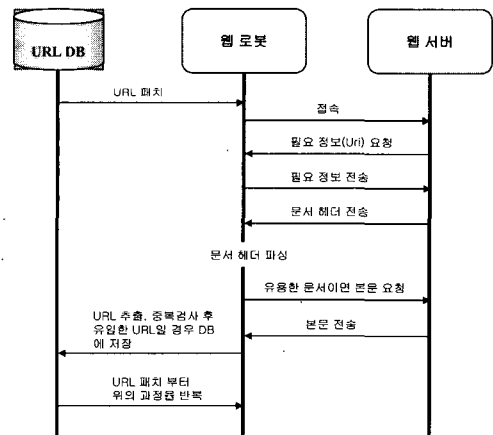 URL DB
웹 로봇
웹 서버
URL 패치
접속
필요 정보(Url) 요청
필요 정보 전송
문서 헤더 전송
문서 헤더 파싱
유용한 문서이면 본문 요청
URL 추출, 중복검사 후
유일한 URL일 경우 DB
에 저장
본문 전송
URL 패치 부터
위의 과정을 반복